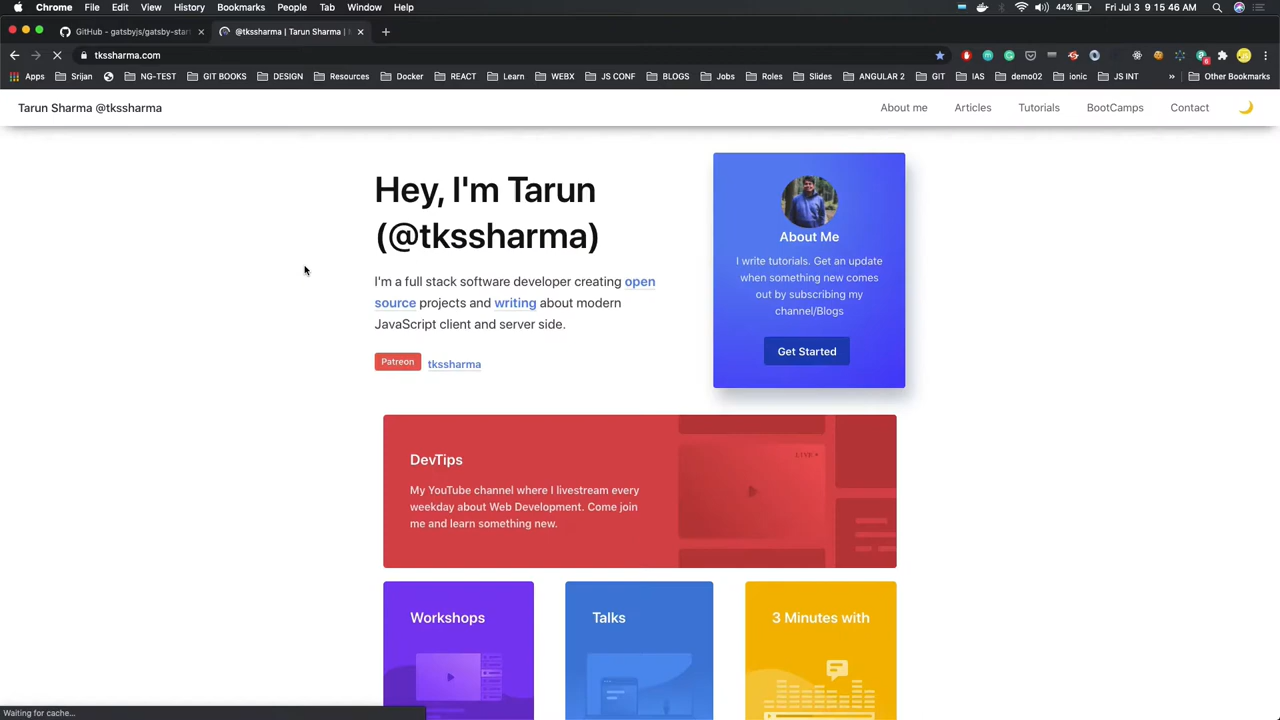 Chrome File Edit View History Bookmarks People Tab Window Help 44% Fri Jul 3 9:15:46 AM
GitHub - gatsbyjs/gatsby-star @tkssharma | Tarun Sharma |
tkssharma.com
Apps Srijan NG-TEST GIT BOOKS DESIGN Resources Docker REACT Learn WEBX JS CONF BLOGS Jobs Roles Slides ANGULAR 2 GIT IAS demo02 ionic JS INT » Other Bookmarks
Tarun Sharma @tkssharma About me Articles Tutorials BootCamps Contact
Hey, I'm Tarun
(@tkssharma)
I'm a full stack software developer creating open
source projects and writing about modern
JavaScript client and server side.
Patreon tkssharma
About Me
I write tutorials. Get an update
when something new comes
out by subscribing my
channel/Blogs
Get Started
DevTips
My YouTube channel where I livestream every
weekday about Web Development. Come join
me and learn something new.
LIVE
Workshops Talks 3 Minutes with
Waiting for cache...